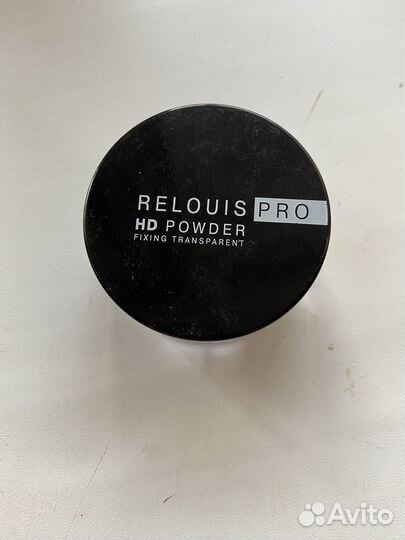 RELOUIS PRO
HD POWDER
FIXING TRANSPARENT
Avito